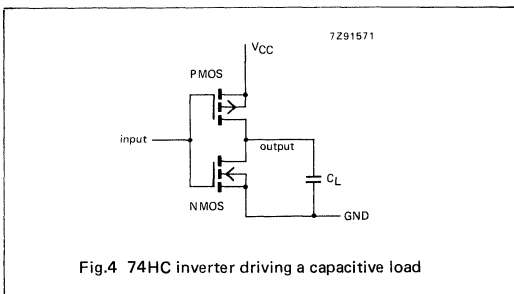 7Z91571
VCC
PMOS
input
output
CL
NMOS
GND
Fig.4 74HC inverter driving a capacitive load